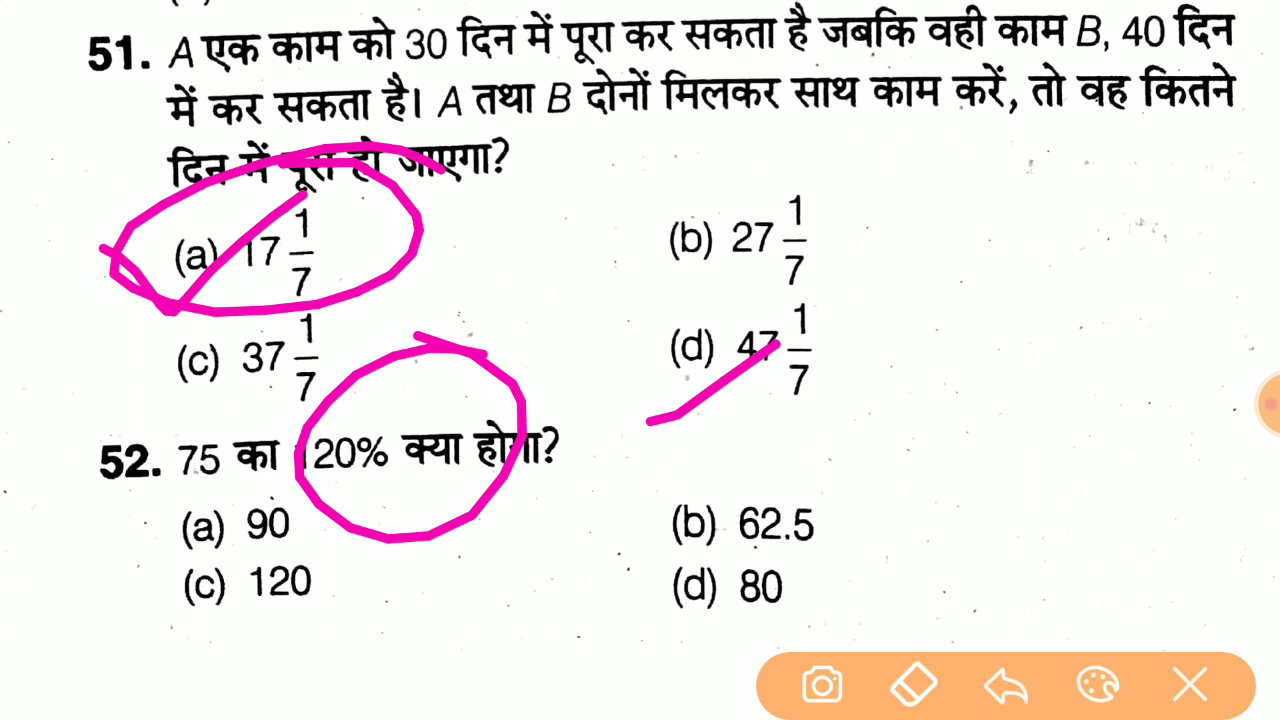 51. A एक काम को 30 दिन में पूरा कर सकता है जबकि वही काम B, 40 दिन
में कर सकता है। A तथा B दोनों मिलकर साथ काम करें, तो वह कितने
दिन में पूरा हो जाएगा?
(a) 17 1/7 (b) 27 1/7
(c) 37 1/7 (d) 47 1/7
52. 75 का 120% क्या होगा?
(a) 90 (b) 62.5
(c) 120 (d) 80